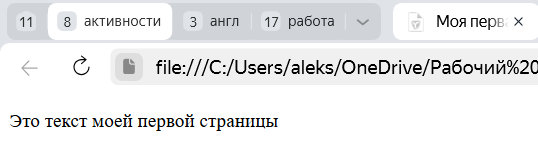 11 8 активности 3 англ 17 работа Моя перва
file:///C:/Users/aleks/OneDrive/Рабочий%20
Это текст моей первой страницы